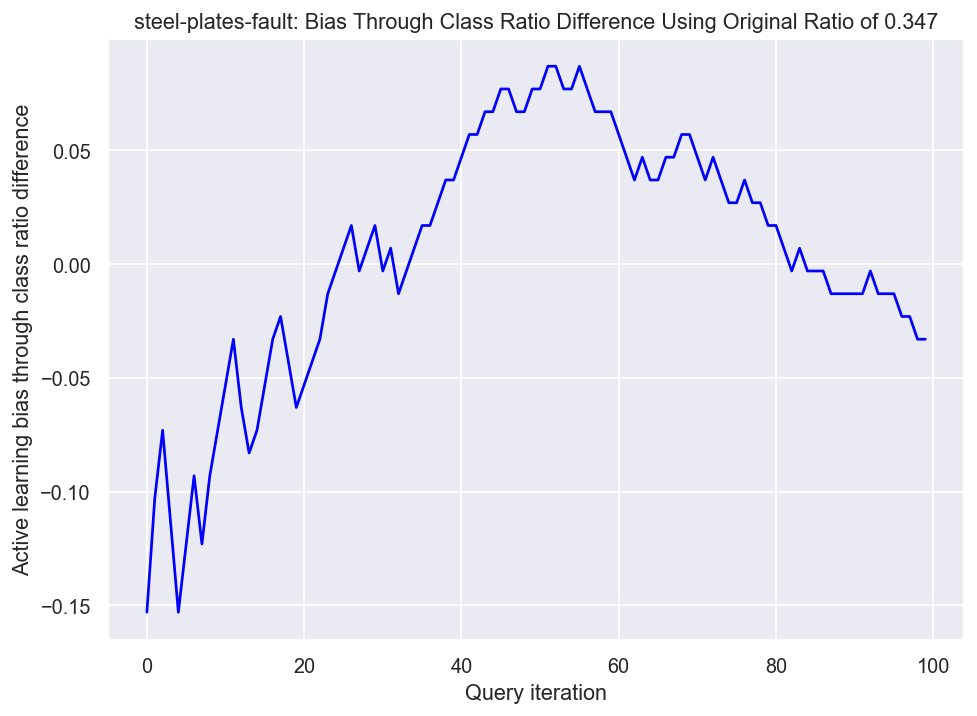 steel-plates-fault: Bias Through Class Ratio Difference Using Original Ratio of 0.347
Active learning bias through class ratio difference
0.05
0.00
−0.05
−0.10
−0.15
0 20 40 60 80 100
Query iteration